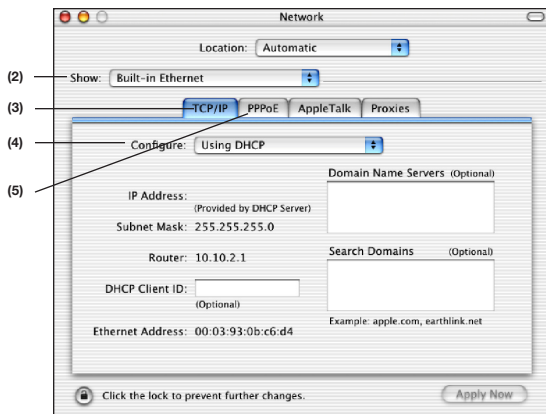 Network
Location: Automatic
(2) Show: Built-in Ethernet
(3) TCP/IP PPPoE AppleTalk Proxies
(4) Configure: Using DHCP
(5)
Domain Name Servers (Optional)
IP Address:
(Provided by DHCP Server)
Subnet Mask: 255.255.255.0
Router: 10.10.2.1
Search Domains (Optional)
DHCP Client ID:
(Optional)
Example: apple.com, earthlink.net
Ethernet Address: 00:03:93:0b:c6:d4
Click the lock to prevent further changes.
Apply Now